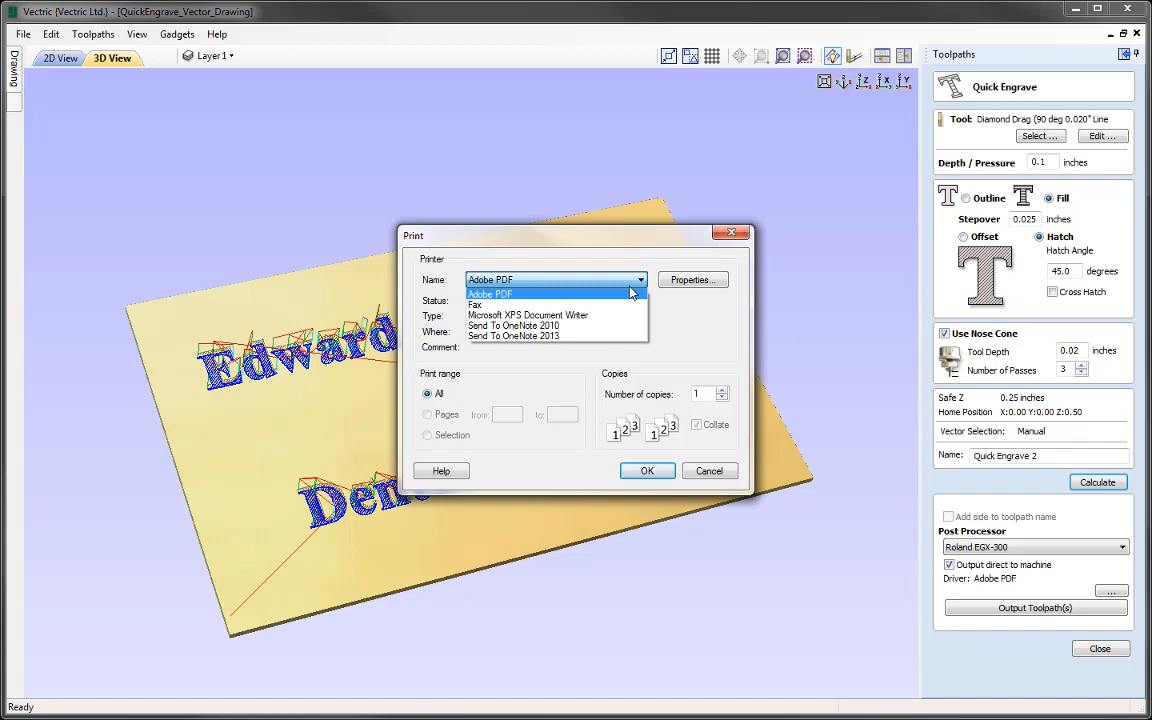 Vectric {Vectric Ltd.} - [QuickEngrave_Vector_Drawing]
File Edit Toolpaths View Gadgets Help
2D View 3D View Layer 1
Drawing
Toolpaths
Quick Engrave
Tool: Diamond Drag (90 deg 0.020" Line
Select ... Edit ...
Depth / Pressure 0.1 inches
Outline Fill
Stepover 0.025 inches
Offset Hatch
Hatch Angle
45.0 degrees
Cross Hatch
Use Nose Cone
Tool Depth 0.02 inches
Number of Passes 3
Safe Z 0.25 inches
Home Position X:0.00 Y:0.00 Z:0.50
Vector Selection: Manual
Name: Quick Engrave 2
Calculate
Add side to toolpath name
Post Processor
Roland EGX-300
Output direct to machine
Driver: Adobe PDF
...
Output Toolpath(s)
Close
Z X Y
Print
Printer
Name: Adobe PDF Properties...
Adobe PDF
Fax
Microsoft XPS Document Writer
Send To OneNote 2010
Send To OneNote 2013
Status:
Type:
Where:
Comment:
Print range
All
Pages from: to:
Selection
Copies
Number of copies: 1
1 2 3 1 2 3
Collate
Help OK Cancel
Edward
Dem
Ready